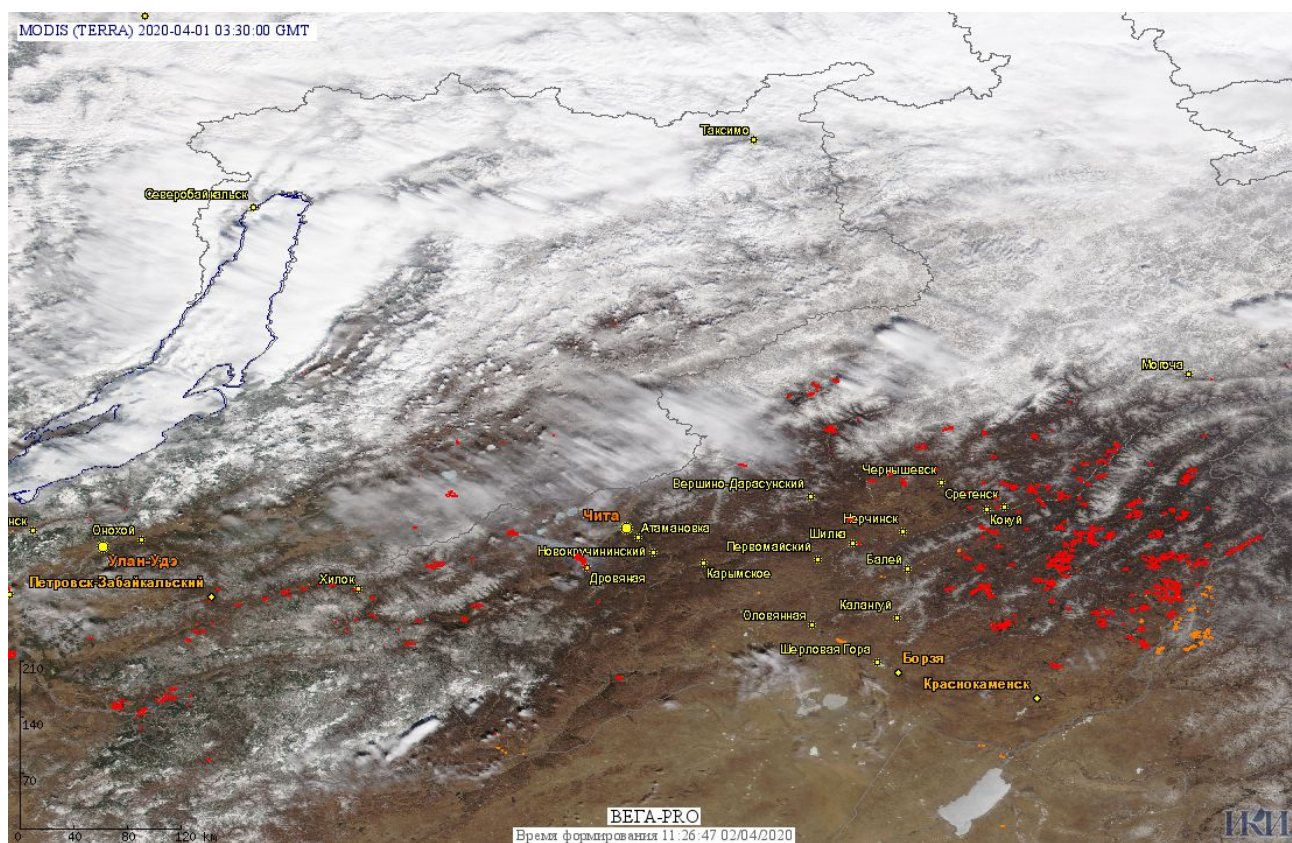 MODIS (TERRA) 2020-04-01 03:30:00 GMT
Таксимо
Северобайкальск
Могоча
Чернышевск
Вершино-Дарасунский
Сретенск
Кокуй
нск
Онохой
Чита
Атамановка
Нерчинск
Улан-Удэ
Новокручининский
Шилка
Первомайский
Балей
Петровск-Забайкальский
Хилок
Дровяная
Карымское
Оловянная
Калангуй
Шерловая Гора
Борзя
Краснокаменск
210
140
70
0 40 80 120 km
ВЕГА-PRO
Время формирования 11:26:47 02/04/2020
ИКИ